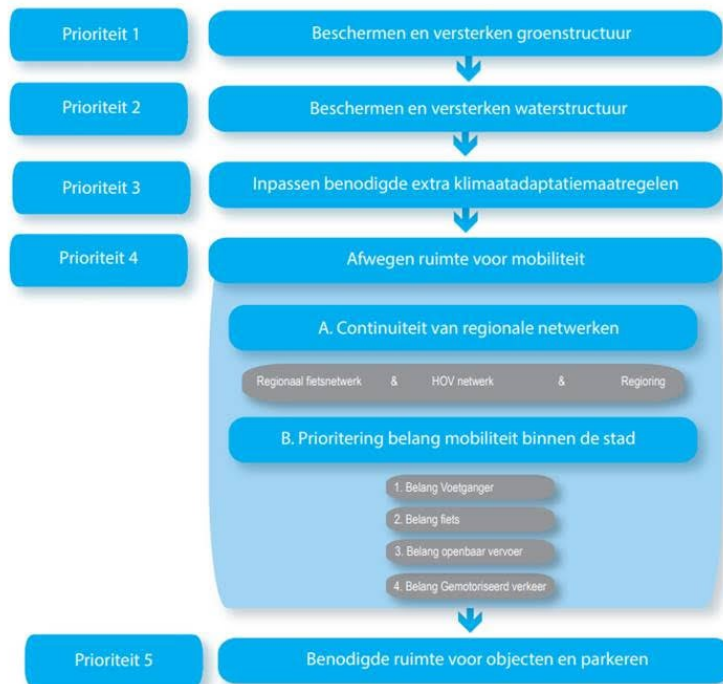 Prioriteit 1
Beschermen en versterken groenstructuur
Prioriteit 2
Beschermen en versterken waterstructuur
Prioriteit 3
Inpassen benodigde extra klimaatadaptatiemaatregelen
Prioriteit 4
Afwegen ruimte voor mobiliteit
A. Continuiteit van regionale netwerken
Regionaal fietsnetwerk & HOV netwerk & Regioring
B. Prioritering belang mobiliteit binnen de stad
1. Belang Voetganger
2. Belang fiets
3. Belang openbaar vervoer
4. Belang Gemotoriseerd verkeer
Prioriteit 5
Benodigde ruimte voor objecten en parkeren